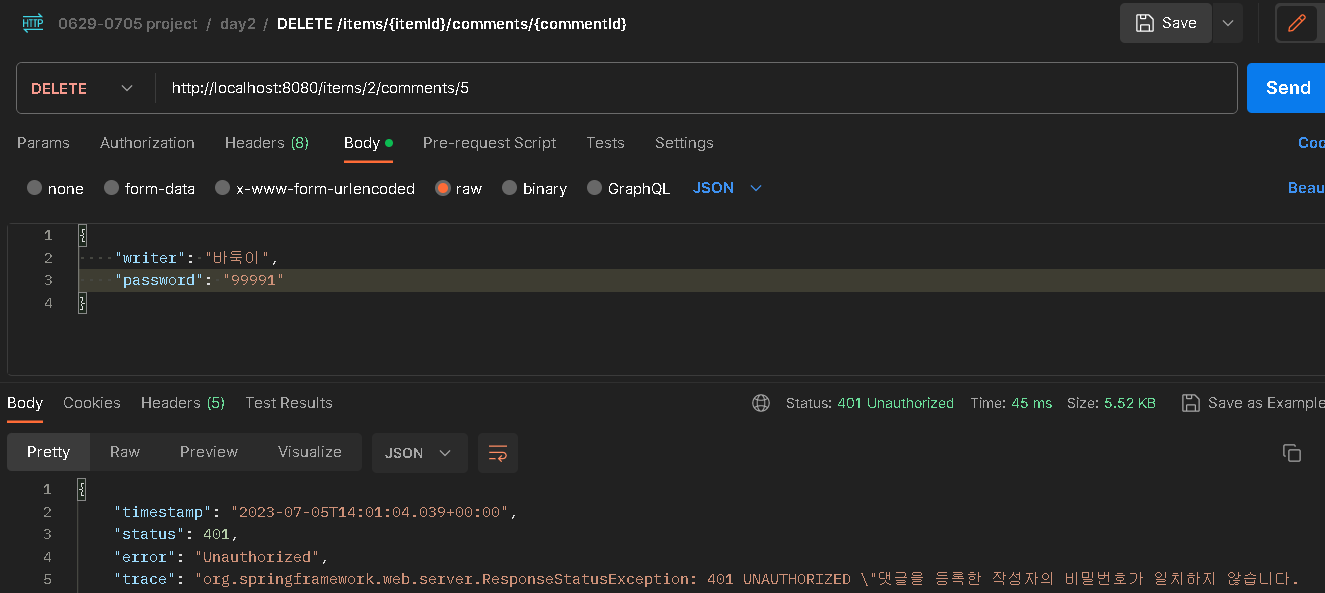 HTTP 0629-0705 project / day2 / DELETE /items/{itemId}/comments/{commentId} Save
DELETE http://localhost:8080/items/2/comments/5 Send
Params Authorization Headers (8) Body Pre-request Script Tests Settings Coo
none form-data x-www-form-urlencoded raw binary GraphQL JSON Beau
1 {
2 "writer": "바둑이",
3 "password": "99991"
4 }
Body Cookies Headers (5) Test Results Status: 401 Unauthorized Time: 45 ms Size: 5.52 KB Save as Example
Pretty Raw Preview Visualize JSON
1 {
2 "timestamp": "2023-07-05T14:01:04.039+00:00",
3 "status": 401,
4 "error": "Unauthorized",
5 "trace": "org.springframework.web.server.ResponseStatusException: 401 UNAUTHORIZED \"댓글을 등록한 작성자의 비밀번호가 일치하지 않습니다.